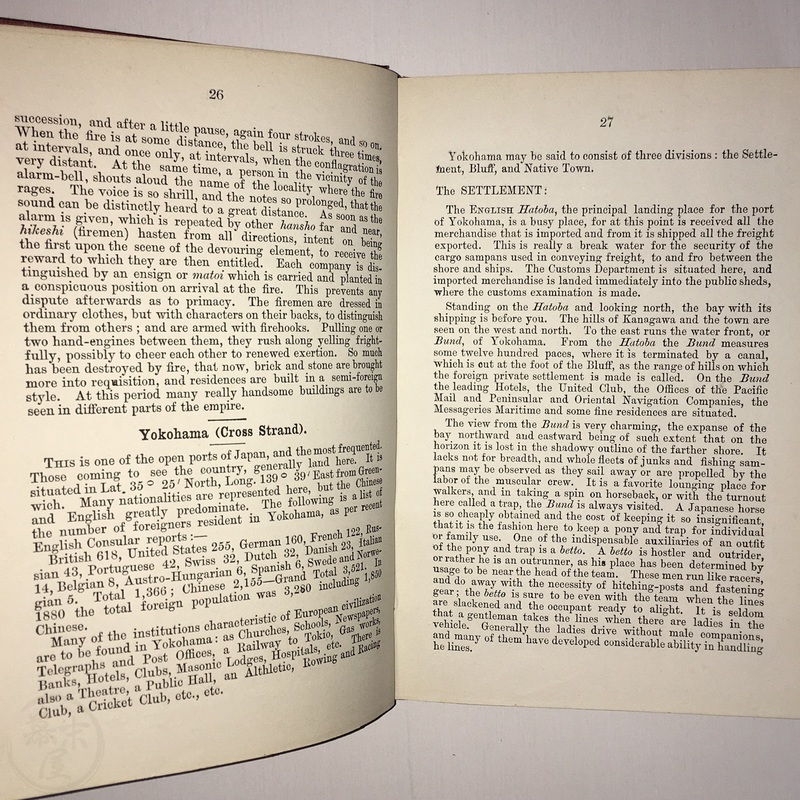 26
succession, and after a little pause, again four strokes, and so on.
When the fire is at some distance, the bell is struck three times,
at intervals, and once only, at intervals, when the conflagration is
very distant. At the same time, a person in the vicinity of the
alarm-bell, shouts aloud the name of the locality where the fire
rages. The voice is so shrill, and the notes so prolonged, that the
sound can be distinctly heard to a great distance. As soon as the
alarm is given, which is repeated by other hansho far and near,
hikeshi (firemen) hasten from all directions, intent on being
the first upon the scene of the devouring element, to receive the
reward to which they are then entitled. Each company is dis-
tinguished by an ensign or matoi which is carried and planted in
a conspicuous position on arrival at the fire. This prevents any
dispute afterwards as to primacy. The firemen are dressed in
ordinary clothes, but with characters on their backs, to distinguish
them from others; and are armed with firehooks. Pulling one or
two hand-engines between them, they rush along yelling fright-
fully, possibly to cheer each other to renewed exertion. So much
has been destroyed by fire, that now, brick and stone are brought
more into requisition, and residences are built in a semi-foreign
style. At this period many really handsome buildings are to be
seen in different parts of the empire.
Yokohama (Cross Strand).
This is one of the open ports of Japan, and the most frequented.
Those coming to see the country, generally land here. It is
situated in Lat. 35° 25′ North, Long. 139° 39′ East from Green-
wich. Many nationalities are represented here, but the Chinese
and English greatly predominate. The following is a list of
the number of foreigners resident in Yokohama, as per recent
English Consular reports:—
British 618, United States 255, German 160, French 122, Rus-
sian 43, Portuguese 42, Swiss 32, Dutch 32, Danish 23, Italian
14, Belgian 8, Austro-Hungarian 6, Spanish 6, Swede and Norwe-
gian 5. Total 1,366; Chinese 2,155—Grand Total 3,521. In
1880 the total foreign population was 3,280 including 1,850
Chinese.
Many of the institutions characteristic of European civilization
are to be found in Yokohama: as Churches, Schools, Newspapers,
Telegraphs and Post Offices, a Railway to Tokio, Gas works,
Banks, Hotels, Clubs, Masonic Lodges, Hospitals, etc. There is
also a Theatre, a Public Hall, an Althletic, Rowing and Racing
Club, a Cricket Club, etc., etc.
27
Yokohama may be said to consist of three divisions: the Settle-
ment, Bluff, and Native Town.
The SETTLEMENT:
The English Hatoba, the principal landing place for the port
of Yokohama, is a busy place, for at this point is received all the
merchandise that is imported and from it is shipped all the freight
exported. This is really a break water for the security of the
cargo sampans used in conveying freight, to and fro between the
shore and ships. The Customs Department is situated here, and
imported merchandise is landed immediately into the public sheds,
where the customs examination is made.
Standing on the Hatoba and looking north, the bay with its
shipping is before you. The hills of Kanagawa and the town are
seen on the west and north. To the east runs the water front, or
Bund, of Yokohama. From the Hatoba the Bund measures
some twelve hundred paces, where it is terminated by a canal,
which is cut at foot of the Bluff, as the range of hills on which
the foreign private settlement is made is called. On the Bund
the leading Hotels, the United Club, the Offices of the Pacific
Mail and Peninsular and Oriental Navigation Companies, the
Messageries Maritime and some fine residences are situated.
The view from the Bund is very charming, the expanse of the
bay northward and eastward being of such extent that on the
horizon it is lost in the shadowy outline of the farther shore. It
lacks not for breadth, and whole fleets of junks and fishing sam-
pans may be observed as they sail away or are propelled by the
labor of the muscular crew. It is a favorite lounging place for
walkers, and in taking a spin on horseback, or with the turnout
here called a trap, the Bund is always visited. A Japanese horse
is so cheaply obtained and the cost of keeping it so insignificant,
that it is the fashion here to keep a pony and trap for individual
or family use. One of the indispensable auxiliaries of an outfit
of the pony and trap is a betto. A betto is hostler and outrider,
or rather he is an outrunner, as his place has been determined by
usage to be near the head of the team. These men run like racers,
and do away with the necessity of hitching-posts and fastening
gear; the betto is sure to be even with the team when the lines
are slackened and the occupant ready to alight. It is seldom
that a gentleman takes the lines when there are ladies in the
vehicle. Generally the ladies drive without male companions,
and many of them have developed considerable ability in handling
he lines.